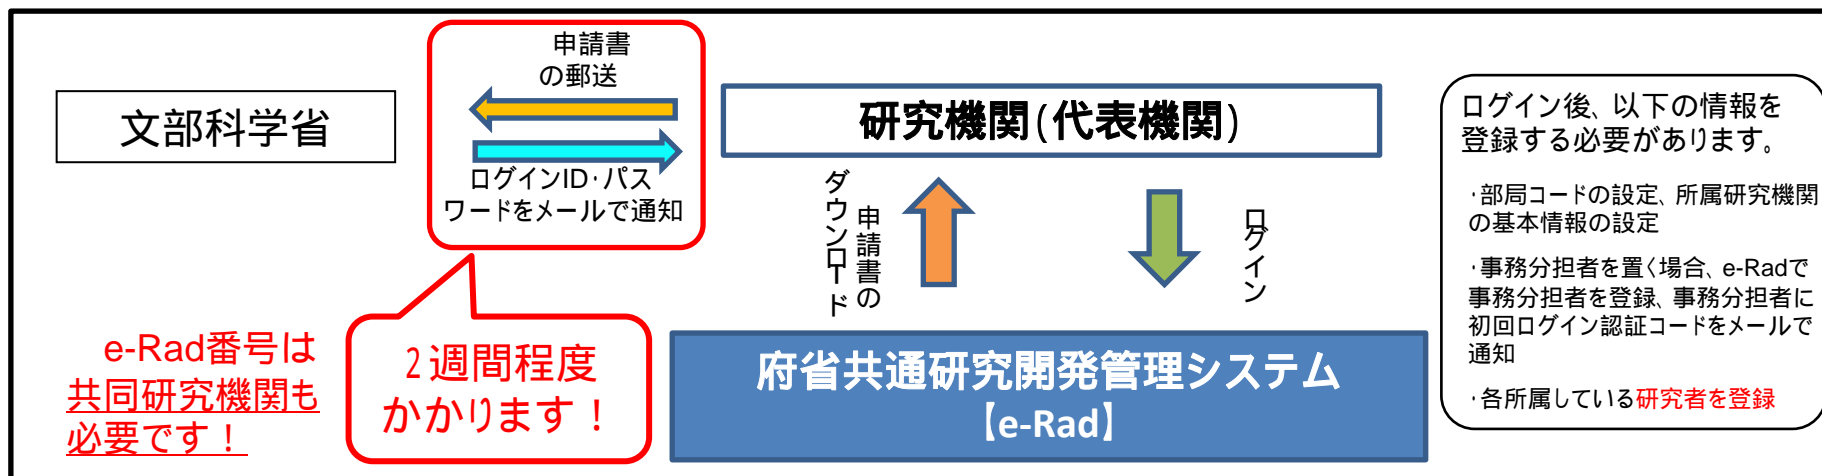 申請書
の郵送
文部科学省
ログインID・パス
ワードをメールで通知
研究機関(代表機関)
申請書の
ダウンロード
ログイン
e-Rad番号は
共同研究機関も
必要です！
2週間程度
かかります！
府省共通研究開発管理システム
【e-Rad】
ログイン後、以下の情報を
登録する必要があります。
・部局コードの設定、所属研究機関
の基本情報の設定
・事務分担者を置く場合、e-Radで
事務分担者を登録、事務分担者に
初回ログイン認証コードをメールで
通知
・各所属している研究者を登録